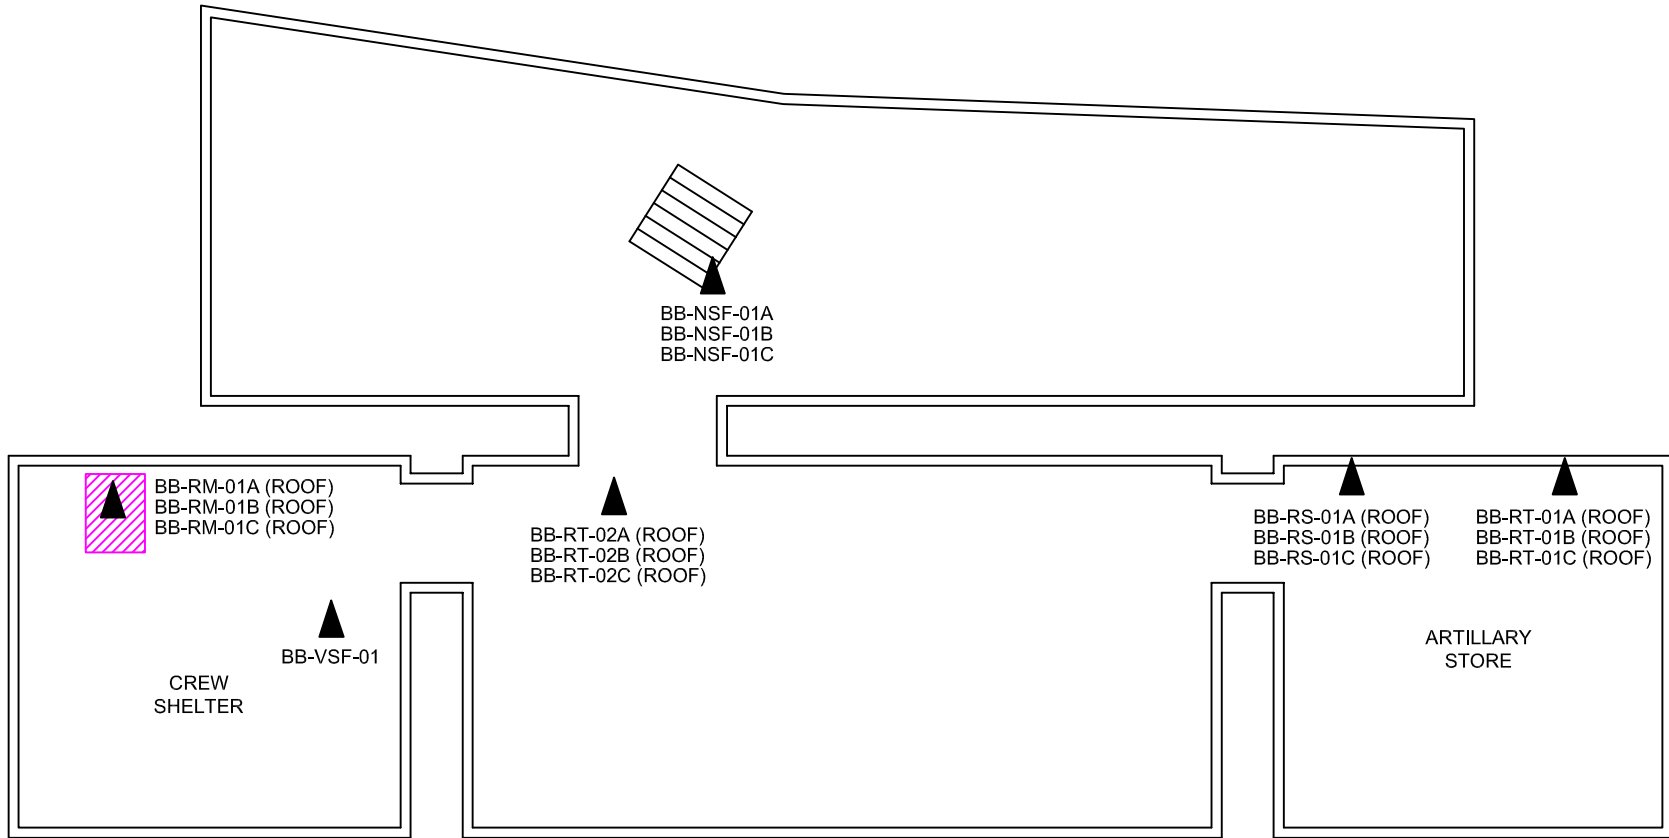 BB-NSF-01A
BB-NSF-01B
BB-NSF-01C
BB-RM-01A (ROOF)
BB-RM-01B (ROOF)
BB-RM-01C (ROOF)
BB-RT-02A (ROOF)
BB-RT-02B (ROOF)
BB-RT-02C (ROOF)
BB-RS-01A (ROOF)
BB-RS-01B (ROOF)
BB-RS-01C (ROOF)
BB-RT-01A (ROOF)
BB-RT-01B (ROOF)
BB-RT-01C (ROOF)
BB-VSF-01
CREW
SHELTER
ARTILLARY
STORE